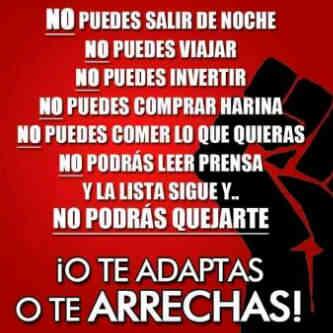 NO PUEDES SALIR DE NOCHE
NO PUEDES VIAJAR
NO PUEDES INVERTIR
NO PUEDES COMPRAR HARINA
NO PUEDES COMER LO QUE QUIERAS
NO PODRÁS LEER PRENSA
Y LA LISTA SIGUE Y..
NO PODRÁS QUEJARTE
¡O TE ADAPTAS
O TE ARRECHAS!